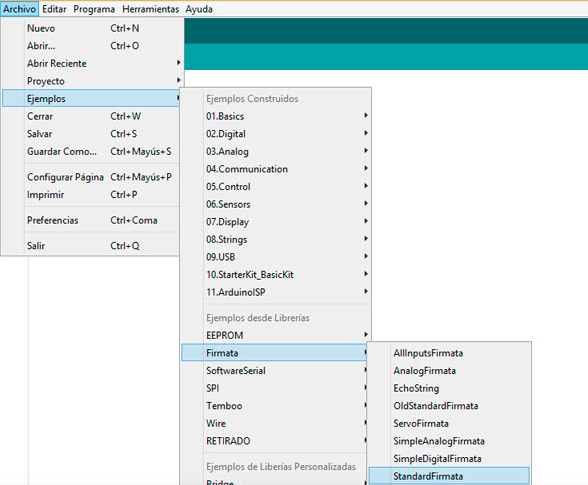 Archivo Editar Programa Herramientas Ayuda
Nuevo Ctrl+N
Abrir... Ctrl+O
Abrir Reciente
Proyecto
Ejemplos
Cerrar Ctrl+W
Salvar Ctrl+S
Guardar Como... Ctrl+Mayús+S
Configurar Página Ctrl+Mayús+P
Imprimir Ctrl+P
Preferencias Ctrl+Coma
Salir Ctrl+Q
Ejemplos Construidos
01.Basics
02.Digital
03.Analog
04.Communication
05.Control
06.Sensors
07.Display
08.Strings
09.USB
10.StarterKit_BasicKit
11.ArduinoISP
Ejemplos desde Librerías
EEPROM
Firmata
SoftwareSerial
SPI
Temboo
Wire
RETIRADO
Ejemplos de Liberías Personalizadas
Bridge
AllInputsFirmata
AnalogFirmata
EchoString
OldStandardFirmata
ServoFirmata
SimpleAnalogFirmata
SimpleDigitalFirmata
StandardFirmata